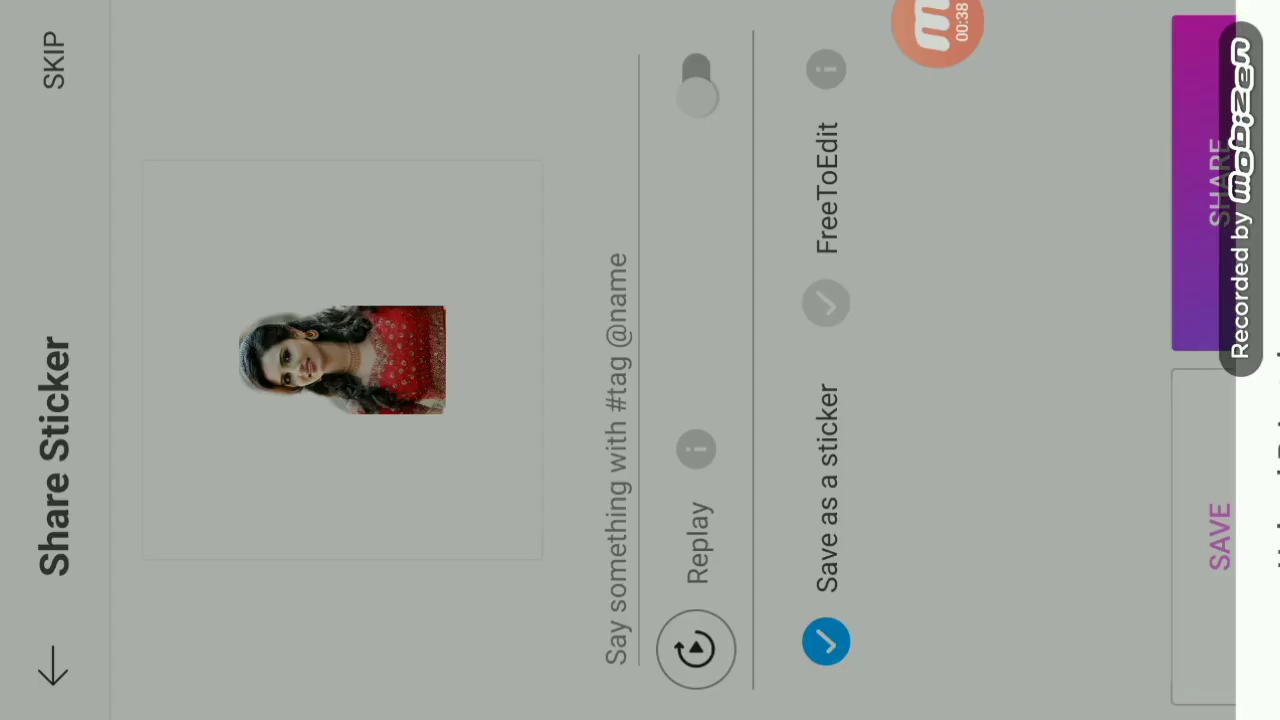 Share Sticker
SKIP
Say something with #tag @name
Replay
Save as a sticker
FreeToEdit
00:38
SAVE
SHARE
Recorded by MOBIZEN